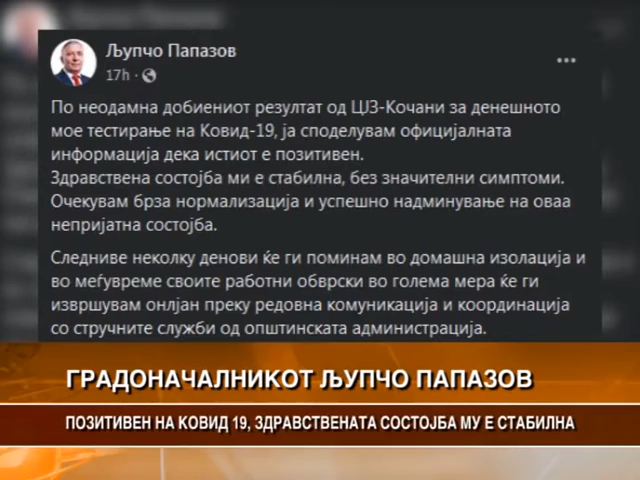 Љупчо Папазов
17h ·
По неодамна добиениот резултат од ЦЈЗ-Кочани за денешното
мое тестирање на Ковид-19, ја споделувам официјалната
информација дека истиот е позитивен.
Здравствена состојба ми е стабилна, без значителни симптоми.
Очекувам брза нормализација и успешно надминување на оваа
непријатна состојба.
Следниве неколку денови ќе ги поминам во домашна изолација и
во меѓувреме своите работни обврски во голема мера ќе ги
извршувам онлјан преку редовна комуникација и координација
со стручните служби од општинската администрација.
ГРАДОНАЧАЛНИКОТ ЉУПЧО ПАПАЗОВ
ПОЗИТИВЕН НА КОВИД 19, ЗДРАВСТВЕНАТА СОСТОЈБА МУ Е СТАБИЛНА